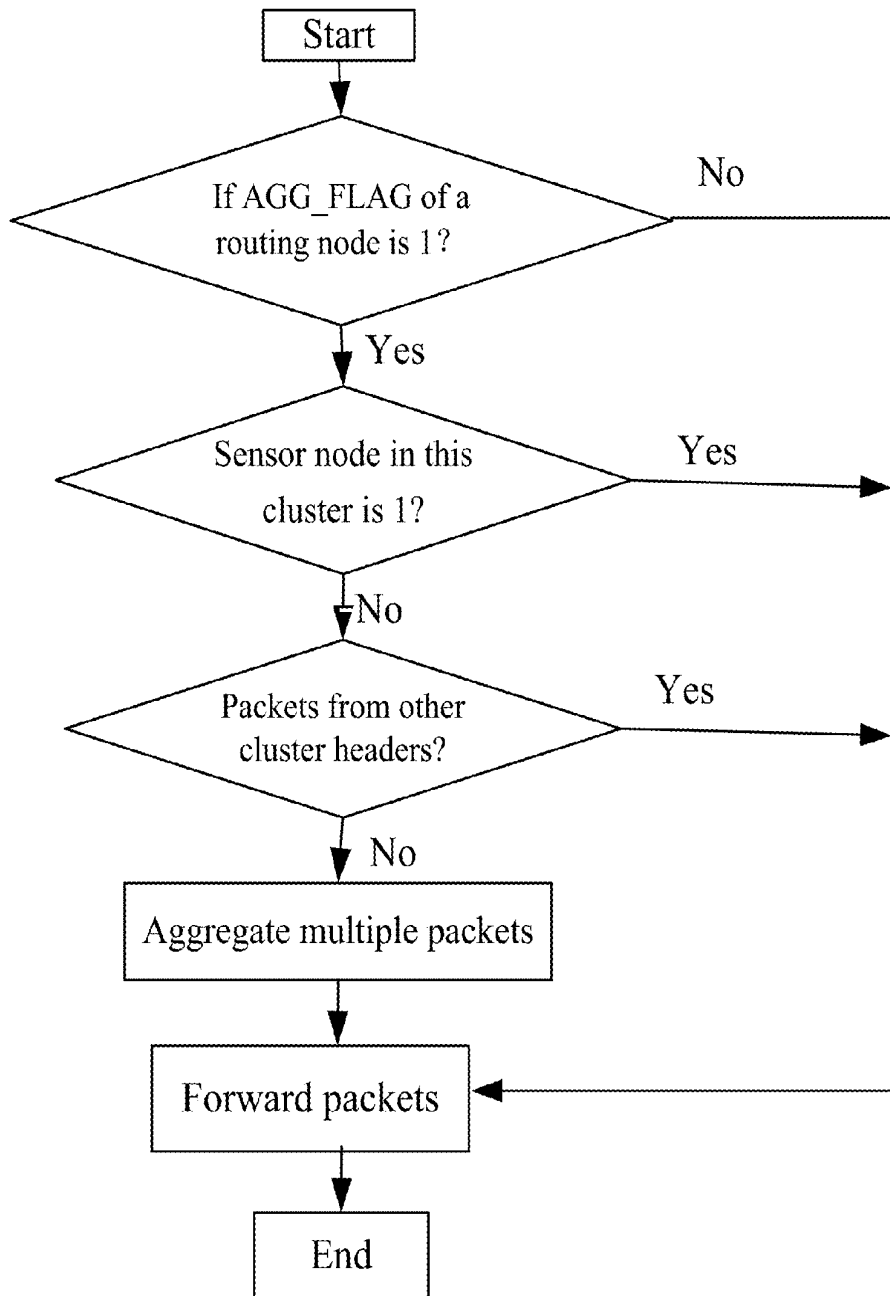 Start
If AGG_FLAG of a
routing node is 1?
No
Yes
Sensor node in this
cluster is 1?
Yes
No
Packets from other
cluster headers?
Yes
No
Aggregate multiple packets
Forward packets
End